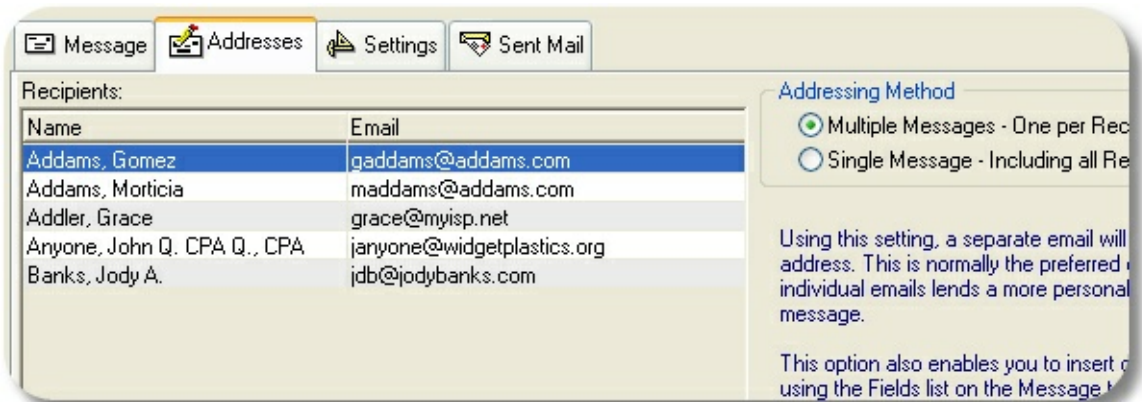 Message Addresses Settings Sent Mail
Recipients:
Name Email
Addams, Gomez gaddams@addams.com
Addams, Morticia maddams@addams.com
Addler, Grace grace@myisp.net
Anyone, John Q. CPA Q., CPA janyone@widgetplastics.org
Banks, Jody A. jdb@jodybanks.com
Addressing Method
Multiple Messages - One per Rec
Single Message - Including all Re
Using this setting, a separate email will
address. This is normally the preferred
individual emails lends a more personal
message.
This option also enables you to insert
using the Fields list on the Message